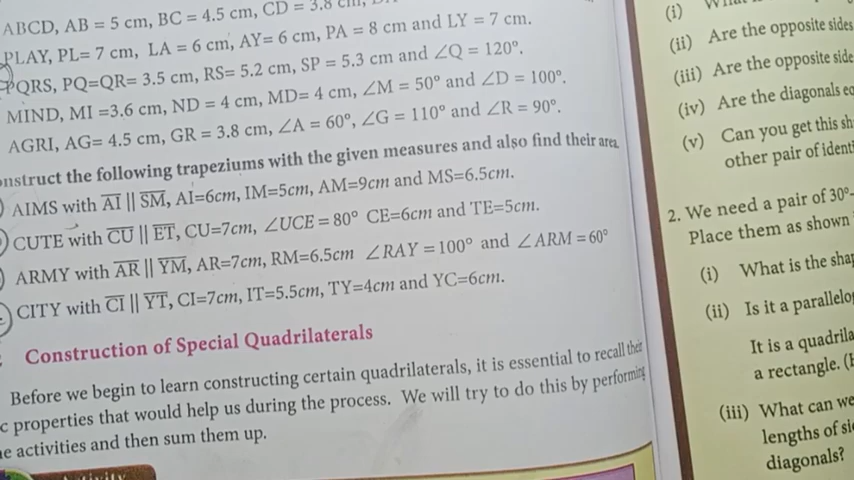 ABCD, AB = 5 cm, BC = 4.5 cm, CD = 3.8 cm,
PLAY, PL= 7 cm, LA = 6 cm, AY= 6 cm, PA = 8 cm and LY = 7 cm.
PQRS, PQ=QR= 3.5 cm, RS= 5.2 cm, SP = 5.3 cm and ∠Q = 120°.
MIND, MI =3.6 cm, ND = 4 cm, MD= 4 cm, ∠M = 50° and ∠D = 100°.
AGRI, AG= 4.5 cm, GR = 3.8 cm, ∠A = 60°, ∠G = 110° and ∠R = 90°.
onstruct the following trapeziums with the given measures and also find their area.
AIMS with A̅I̅ || S̅M̅, AI=6cm, IM=5cm, AM=9cm and MS=6.5cm.
CUTE with C̅U̅ || E̅T̅, CU=7cm, ∠UCE = 80° CE=6cm and TE=5cm.
ARMY with A̅R̅ || Y̅M̅, AR=7cm, RM=6.5cm ∠RAY = 100° and ∠ARM = 60°
CITY with C̅I̅ || Y̅T̅, CI=7cm, IT=5.5cm, TY=4cm and YC=6cm.
Construction of Special Quadrilaterals
Before we begin to learn constructing certain quadrilaterals, it is essential to recall their
c properties that would help us during the process. We will try to do this by performing
e activities and then sum them up.
(i)
(ii) Are the opposite sides
(iii) Are the opposite side
(iv) Are the diagonals eq
(v) Can you get this sh
other pair of identi
2. We need a pair of 30°-
Place them as shown
(i) What is the shap
(ii) Is it a parallelo
It is a quadrila
a rectangle. (
(iii) What can we
lengths of si
diagonals?